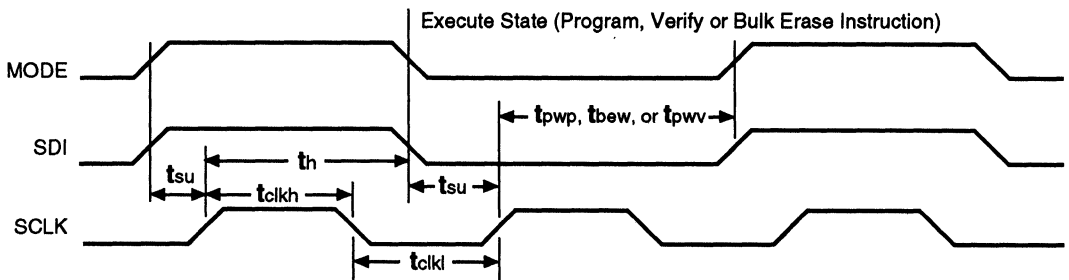 Execute State (Program, Verify or Bulk Erase Instruction)
MODE
tpwp, tbew, or tpwv
SDI
tsu
th
tsu
tclkh
SCLK
tclkl